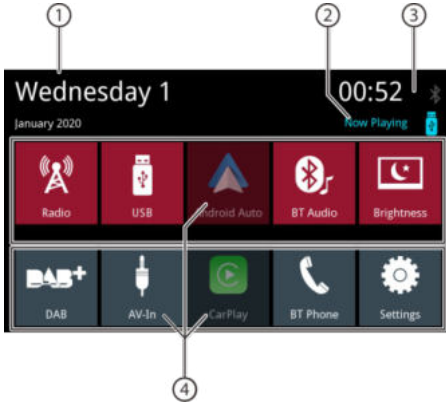 1
2
3
Wednesday 1
00:52
January 2020
Now Playing
Radio
USB
Android Auto
BT Audio
Brightness
DAB+
DAB
AV-In
CarPlay
BT Phone
Settings
4